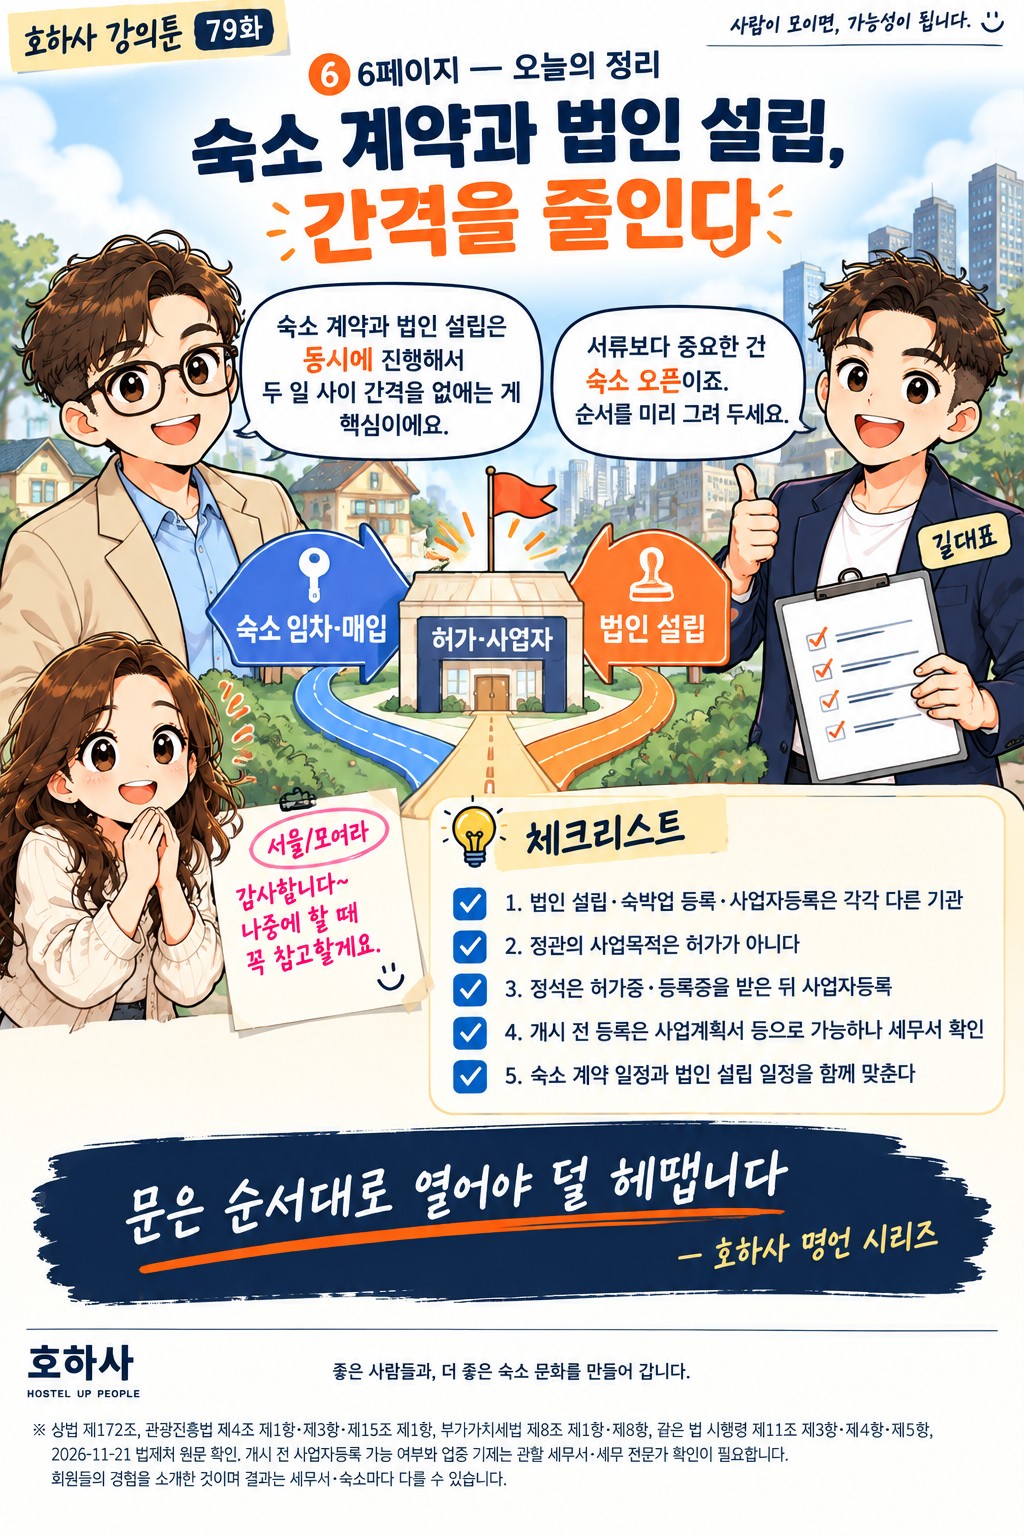 호하사 강의툰 79화
사람이 모이면, 가능성이 됩니다.
6 6페이지 — 오늘의 정리
숙소 계약과 법인 설립,
간격을 줄인다
숙소 계약과 법인 설립은
동시에 진행해서
두 일 사이 간격을 없애는 게
핵심이에요.
서류보다 중요한 건
숙소 오픈이죠.
순서를 미리 그려 두세요.
길대표
숙소 임차·매입
허가·사업자
법인 설립
서울/모여라
감사합니다~
나중에 할 때
꼭 참고할게요.
체크리스트
1. 법인 설립·숙박업 등록·사업자등록은 각각 다른 기관
2. 정관의 사업목적은 허가가 아니다
3. 정석은 허가증·등록증을 받은 뒤 사업자등록
4. 개시 전 등록은 사업계획서 등으로 가능하나 세무서 확인
5. 숙소 계약 일정과 법인 설립 일정을 함께 맞춘다
문은 순서대로 열어야 덜 헤맵니다
— 호하사 명언 시리즈
호하사
HOSTEL UP PEOPLE
좋은 사람들과, 더 좋은 숙소 문화를 만들어 갑니다.
※ 상법 제172조, 관광진흥법 제4조 제1항·제3항·제15조 제1항, 부가가치세법 제8조 제1항·제8항, 같은 법 시행령 제11조 제3항·제4항·제5항,
2026-11-21 법제처 원문 확인. 개시 전 사업자등록 가능 여부와 업종 기제는 관할 세무서·세무 전문가 확인이 필요합니다.
회원들의 경험을 소개한 것이며 결과는 세무서·숙소마다 다를 수 있습니다.